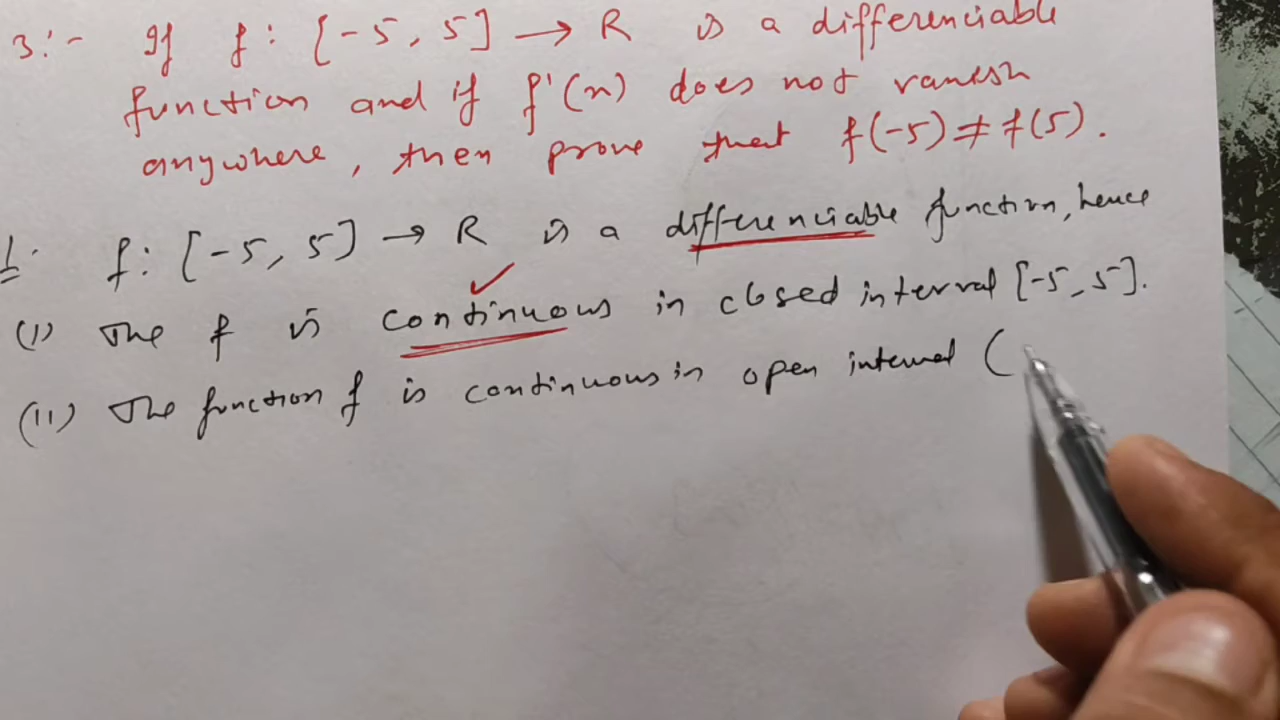 3:- If f: [-5, 5] → R is a differenciable
function and if f'(n) does not vanish
anywhere, then prove that f(-5) ≠ f(5).
f: [-5, 5] → R is a differenciable function, hence
(I) The f is continuous in closed interval [-5, 5].
(II) The function f is continuous in open interval (